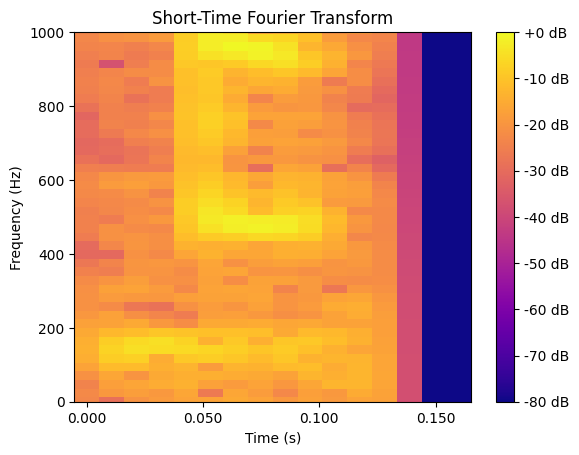 Short-Time Fourier Transform
1000
800
600
400
200
0
Frequency (Hz)
0.000
0.050
0.100
0.150
Time (s)
+0 dB
-10 dB
-20 dB
-30 dB
-40 dB
-50 dB
-60 dB
-70 dB
-80 dB